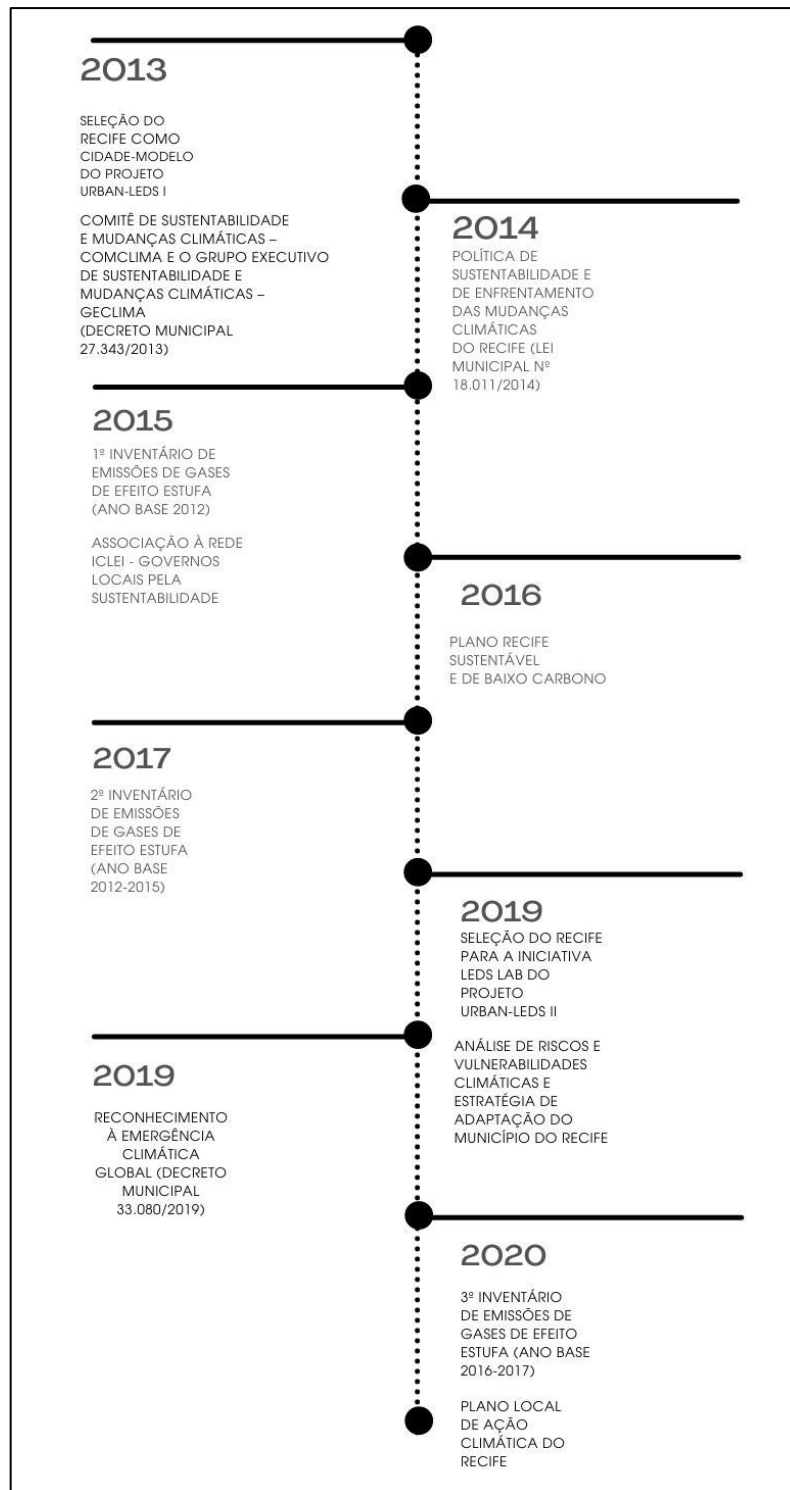 2013
SELEÇÃO DO
RECIFE COMO
CIDADE-MODELO
DO PROJETO
URBAN-LEDS I
COMITÊ DE SUSTENTABILIDADE
E MUDANÇAS CLIMÁTICAS –
COMCLIMA E O GRUPO EXECUTIVO
DE SUSTENTABILIDADE E
MUDANÇAS CLIMÁTICAS –
GECLIMA
(DECRETO MUNICIPAL
27.343/2013)
2014
POLÍTICA DE
SUSTENTABILIDADE E
DE ENFRENTAMENTO
DAS MUDANÇAS
CLIMÁTICAS
DO RECIFE (LEI
MUNICIPAL Nº
18.011/2014)
2015
1º INVENTÁRIO DE
EMISSÕES DE GASES
DE EFEITO ESTUFA
(ANO BASE 2012)
ASSOCIAÇÃO À REDE
ICLEI - GOVERNOS
LOCAIS PELA
SUSTENTABILIDADE
2016
PLANO RECIFE
SUSTENTÁVEL
E DE BAIXO CARBONO
2017
2º INVENTÁRIO
DE EMISSÕES
DE GASES DE
EFEITO ESTUFA
(ANO BASE
2012-2015)
2019
SELEÇÃO DO RECIFE
PARA A INICIATIVA
LEDS LAB DO
PROJETO
URBAN-LEDS II
ANÁLISE DE RISCOS E
VULNERABILIDADES
CLIMÁTICAS E
ESTRATÉGIA DE
ADAPTAÇÃO DO
MUNICÍPIO DO RECIFE
2019
RECONHECIMENTO
À EMERGÊNCIA
CLIMÁTICA
GLOBAL (DECRETO
MUNICIPAL
33.080/2019)
2020
3º INVENTÁRIO
DE EMISSÕES DE
GASES DE EFEITO
ESTUFA (ANO BASE
2016-2017)
PLANO LOCAL
DE AÇÃO
CLIMÁTICA DO
RECIFE